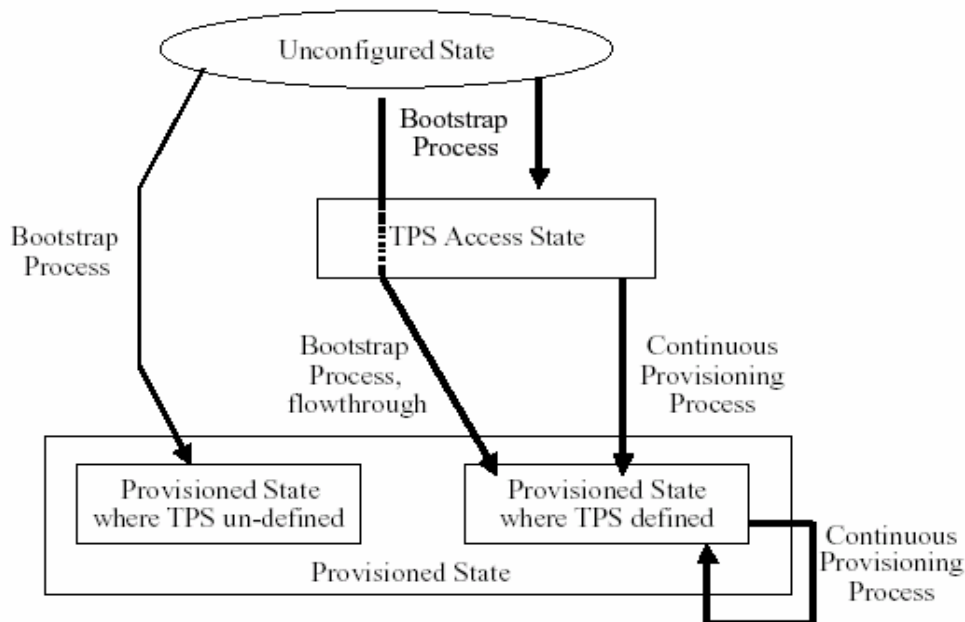 Unconfigured State
Bootstrap
Process
TPS Access State
Bootstrap
Process
Bootstrap
Process,
flowthrough
Continuous
Provisioning
Process
Provisioned State
where TPS un-defined
Provisioned State
where TPS defined
Continuous
Provisioning
Process
Provisioned State